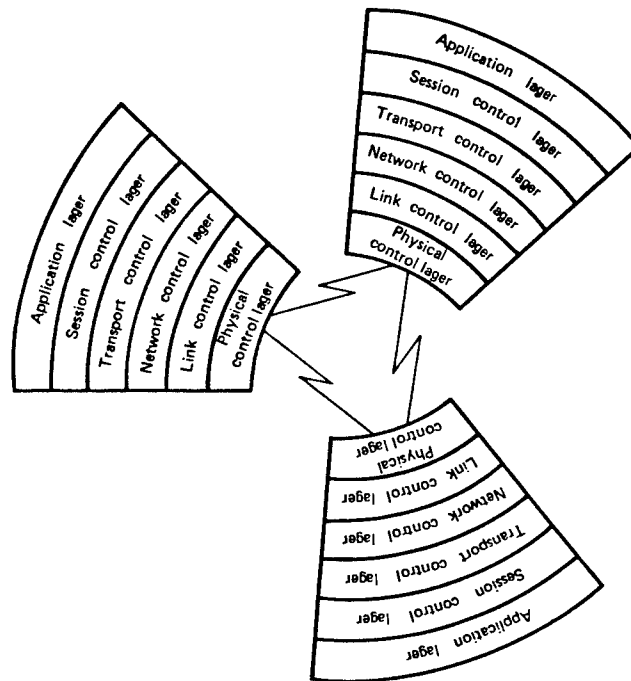 Application lager
Session control lager
Transport control lager
Network control lager
Link control lager
Physical
control lager
Application lager
Session control lager
Transport control lager
Network control lager
Link control lager
Physical
control lager
Physical
control lager
Link control lager
Network control lager
Transport control lager
Session control lager
Application lager